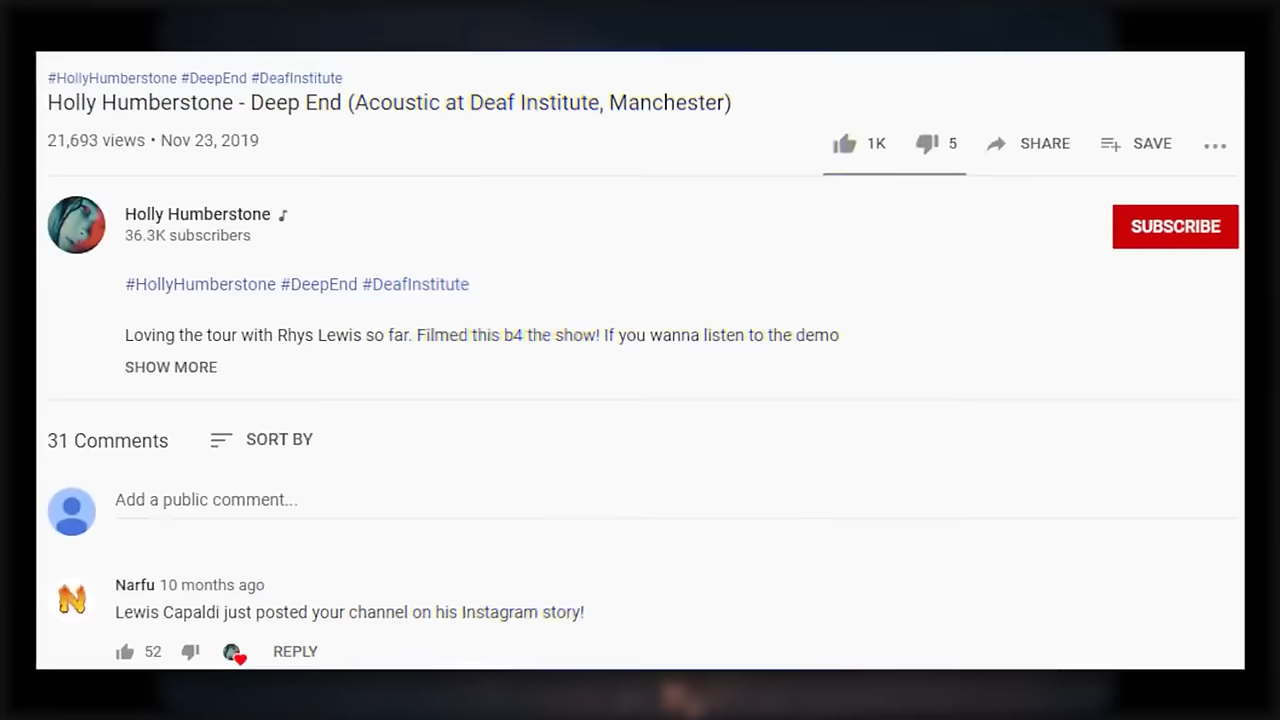 #HollyHumberstone #DeepEnd #DeafInstitute
Holly Humberstone - Deep End (Acoustic at Deaf Institute, Manchester)
21,693 views • Nov 23, 2019
1K 5 SHARE SAVE
Holly Humberstone
36.3K subscribers
SUBSCRIBE
#HollyHumberstone #DeepEnd #DeafInstitute
Loving the tour with Rhys Lewis so far. Filmed this b4 the show! If you wanna listen to the demo
SHOW MORE
31 Comments SORT BY
Add a public comment...
Narfu 10 months ago
Lewis Capaldi just posted your channel on his Instagram story!
52 REPLY